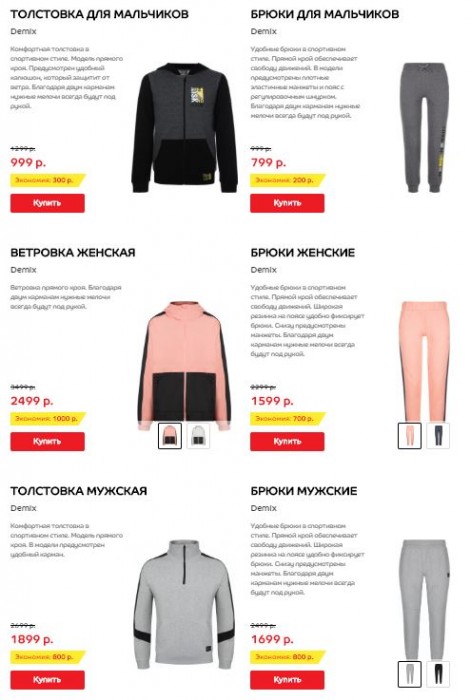 ТОЛСТОВКА ДЛЯ МАЛЬЧИКОВ
Demix
Комфортная толстовка в
спортивном стиле. Модель прямого
кроя. Предусмотрен удобный
капюшон, который защитит от
ветра. Благодаря двум карманам
нужные мелочи всегда будут под
рукой.
1299 р.
999 р.
Экономия: 300 р.
Купить
БРЮКИ ДЛЯ МАЛЬЧИКОВ
Demix
Удобные брюки в спортивном
стиле. Прямой крой обеспечивает
свободу движений. В модели
предусмотрены плотные
эластичные манжеты и пояс с
регулировочным шнурком.
Благодаря двум карманам нужные
мелочи всегда будут под рукой.
999 р.
799 р.
Экономия: 200 р.
Купить
ВЕТРОВКА ЖЕНСКАЯ
Demix
Ветровка прямого кроя. Благодаря
двум карманам нужные мелочи
всегда будут под рукой.
3499 р.
2499 р.
Экономия: 1000 р.
Купить
БРЮКИ ЖЕНСКИЕ
Demix
Удобные брюки в спортивном
стиле. Прямой крой обеспечивает
свободу движений. Широкая
резинка на поясе удобно фиксирует
брюки. Снизу предусмотрены
манжеты. Благодаря двум
карманам нужные мелочи всегда
будут под рукой.
2299 р.
1599 р.
Экономия: 700 р.
Купить
ТОЛСТОВКА МУЖСКАЯ
Demix
Комфортная толстовка в
спортивном стиле. Модель прямого
кроя. В модели предусмотрен
удобный карман.
2699 р.
1899 р.
Экономия: 800 р.
Купить
БРЮКИ МУЖСКИЕ
Demix
Удобные брюки в спортивном
стиле. Прямой крой обеспечивает
свободу движений. Широкая
резинка на поясе удобно фиксирует
брюки. Снизу предусмотрены
манжеты. Благодаря двум
карманам нужные мелочи всегда
будут под рукой.
2499 р.
1699 р.
Экономия: 800 р.
Купить